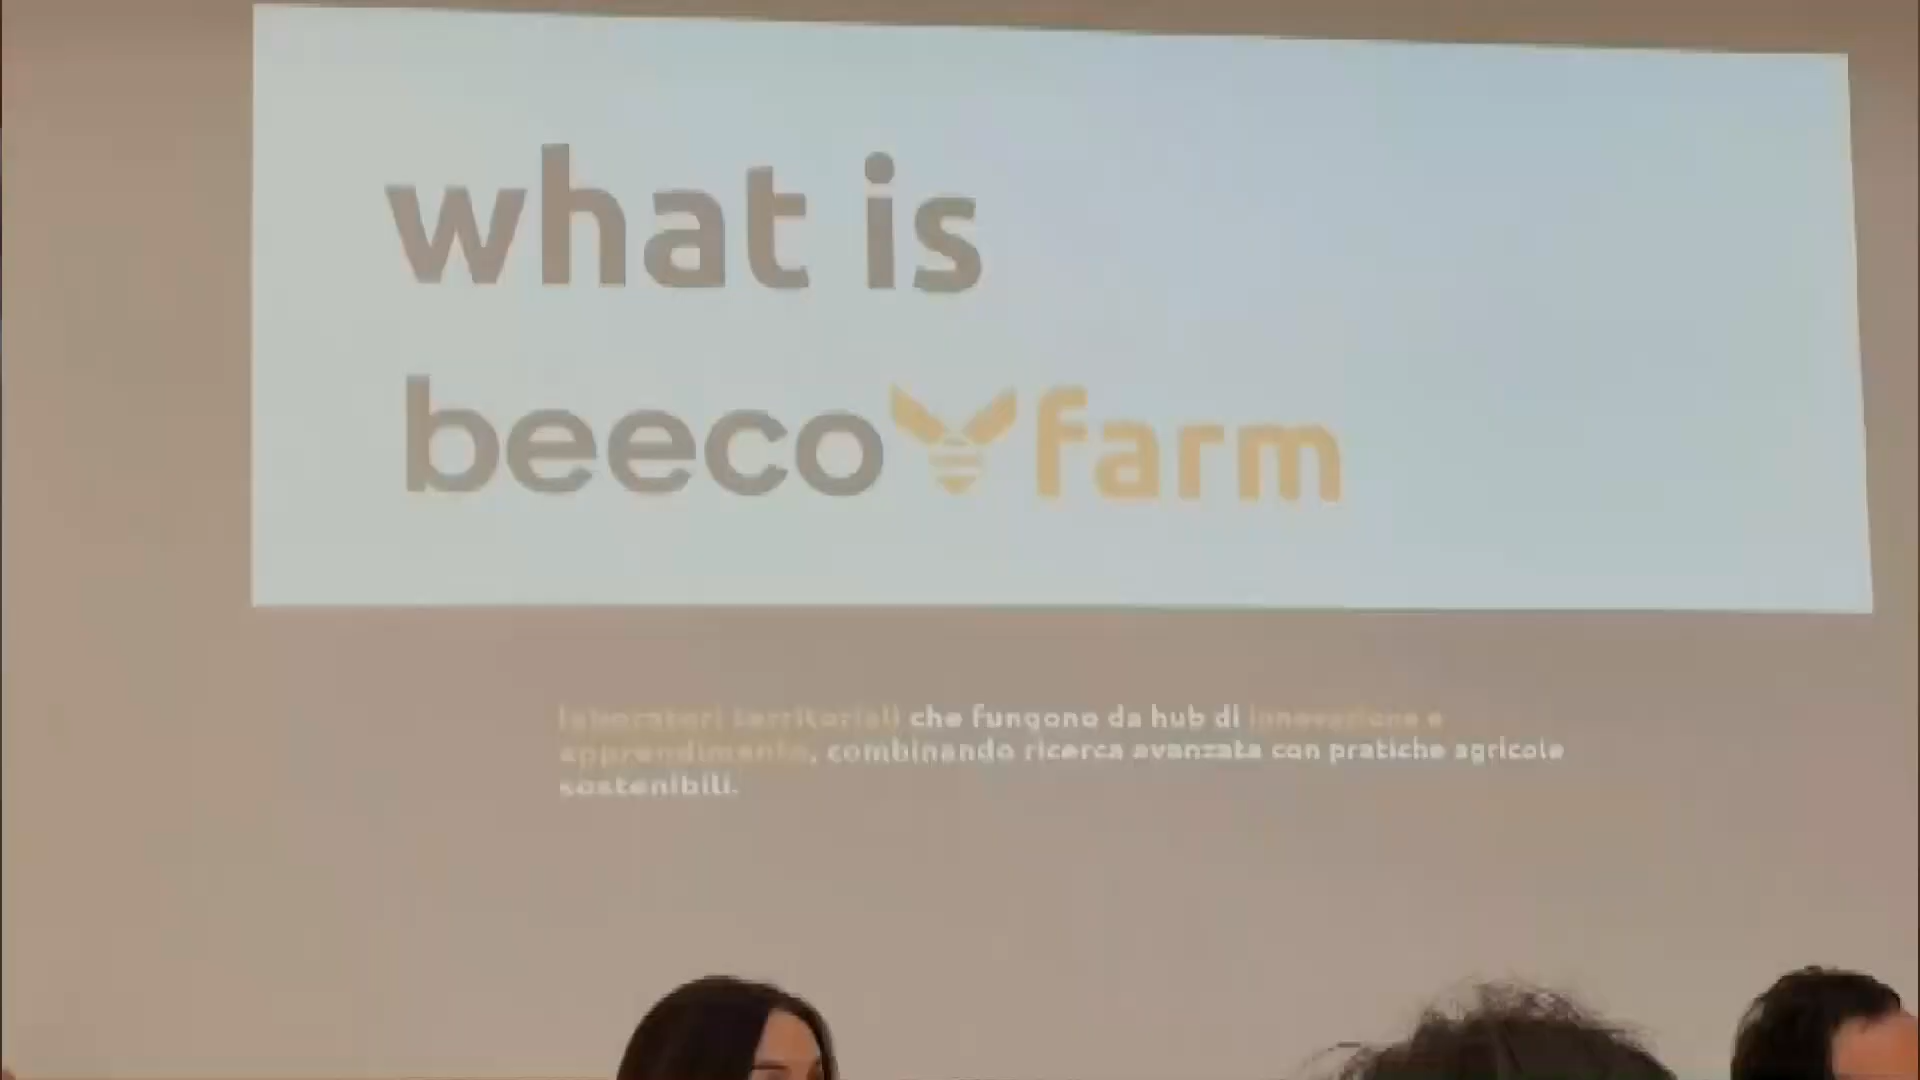 what is
beeco farm
laboratori territoriali che fungono da hub di innovazione e
apprendimento, combinando ricerca avanzata con pratiche agricole
sostenibili.